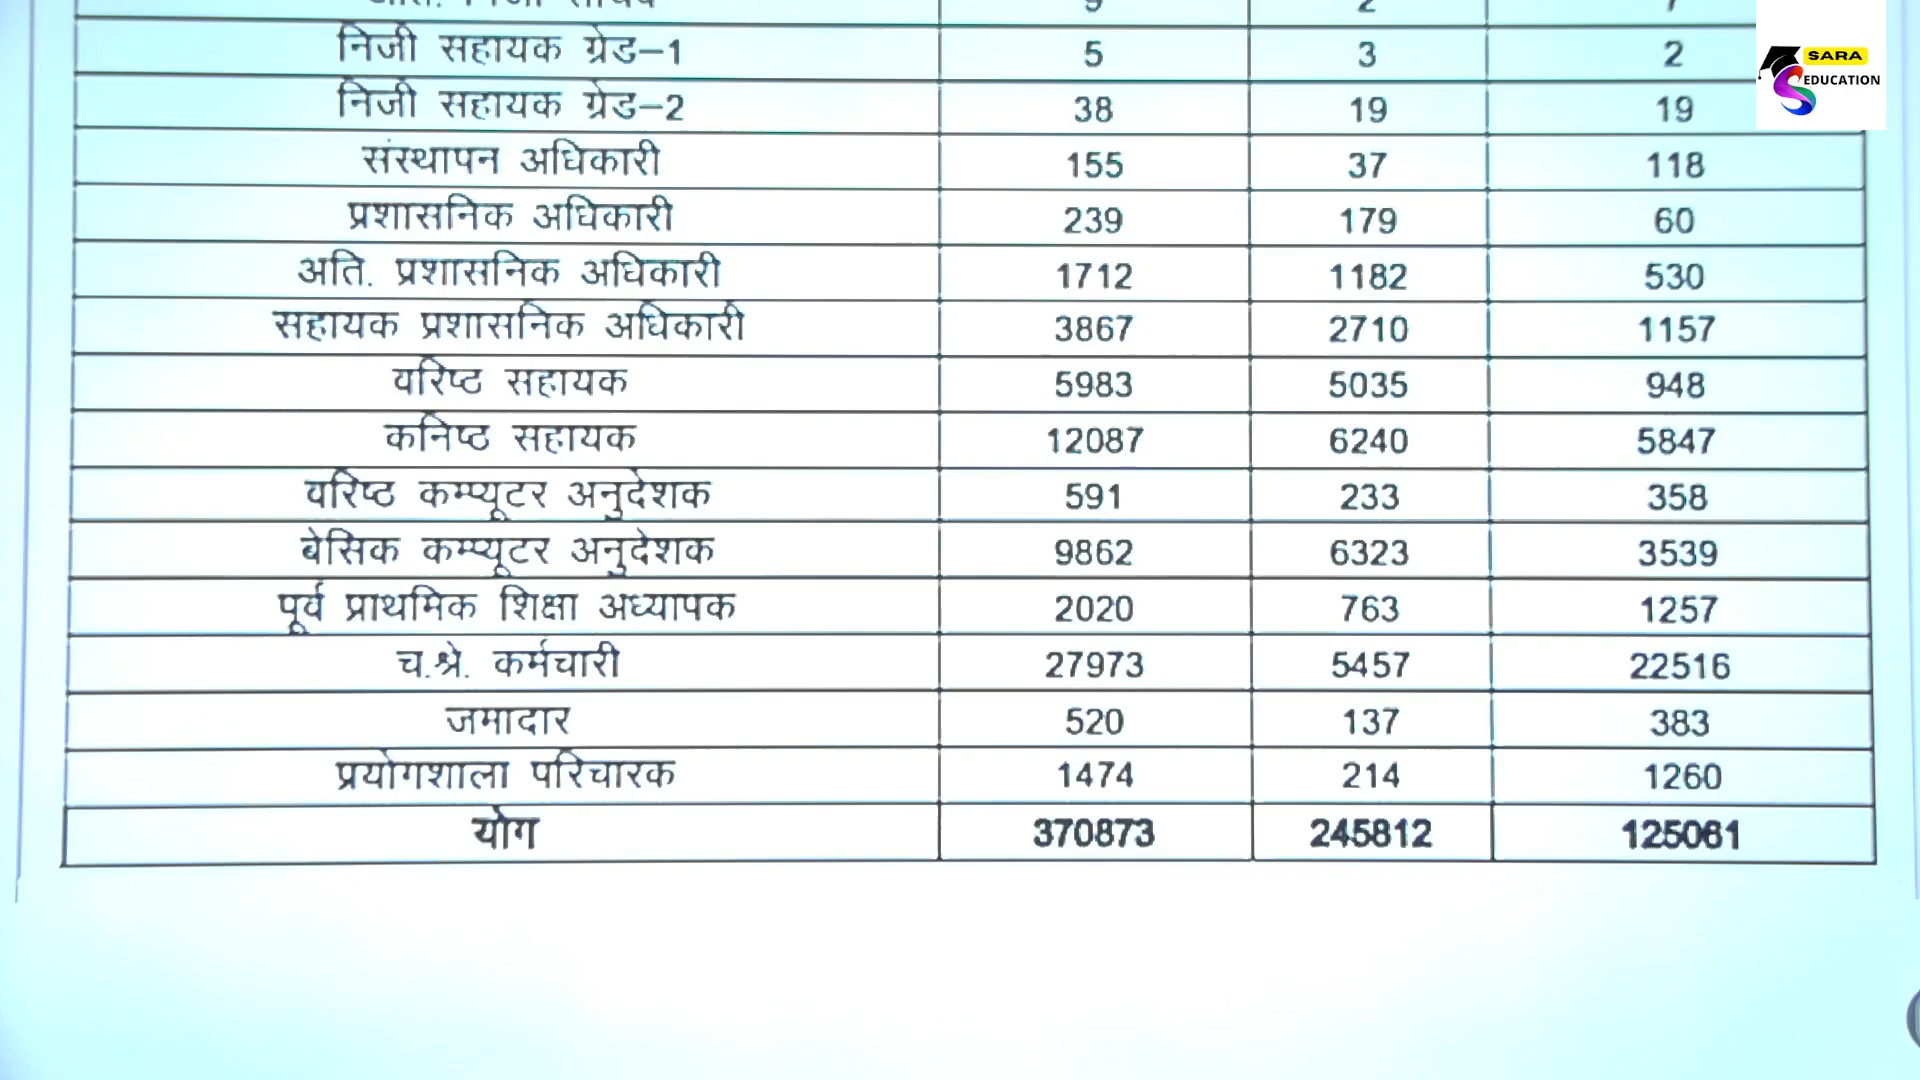 निजी सहायक ग्रेड-1 5 3 2
SARA
EDUCATION
निजी सहायक ग्रेड-2 38 19 19
संस्थापन अधिकारी 155 37 118
प्रशासनिक अधिकारी 239 179 60
अति. प्रशासनिक अधिकारी 1712 1182 530
सहायक प्रशासनिक अधिकारी 3867 2710 1157
वरिष्ठ सहायक 5983 5035 948
कनिष्ठ सहायक 12087 6240 5847
वरिष्ठ कम्प्यूटर अनुदेशक 591 233 358
बेसिक कम्प्यूटर अनुदेशक 9862 6323 3539
पूर्व प्राथमिक शिक्षा अध्यापक 2020 763 1257
च.श्रे. कर्मचारी 27973 5457 22516
जमादार 520 137 383
प्रयोगशाला परिचारक 1474 214 1260
योग 370873 245812 125061